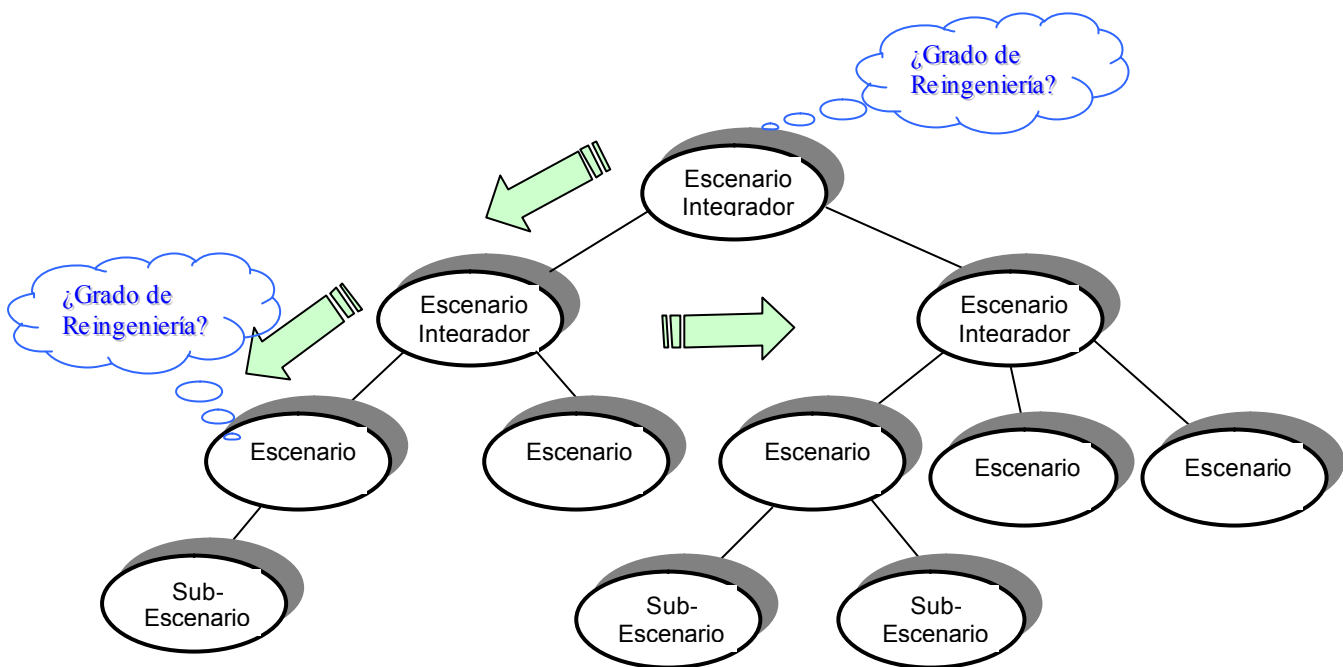 ¿Grado de
Reingeniería?
Escenario
Integrador
¿Grado de
Reingeniería?
Escenario
Integrador
Escenario
Integrador
Escenario
Escenario
Escenario
Escenario
Escenario
Sub-
Escenario
Sub-
Escenario
Sub-
Escenario